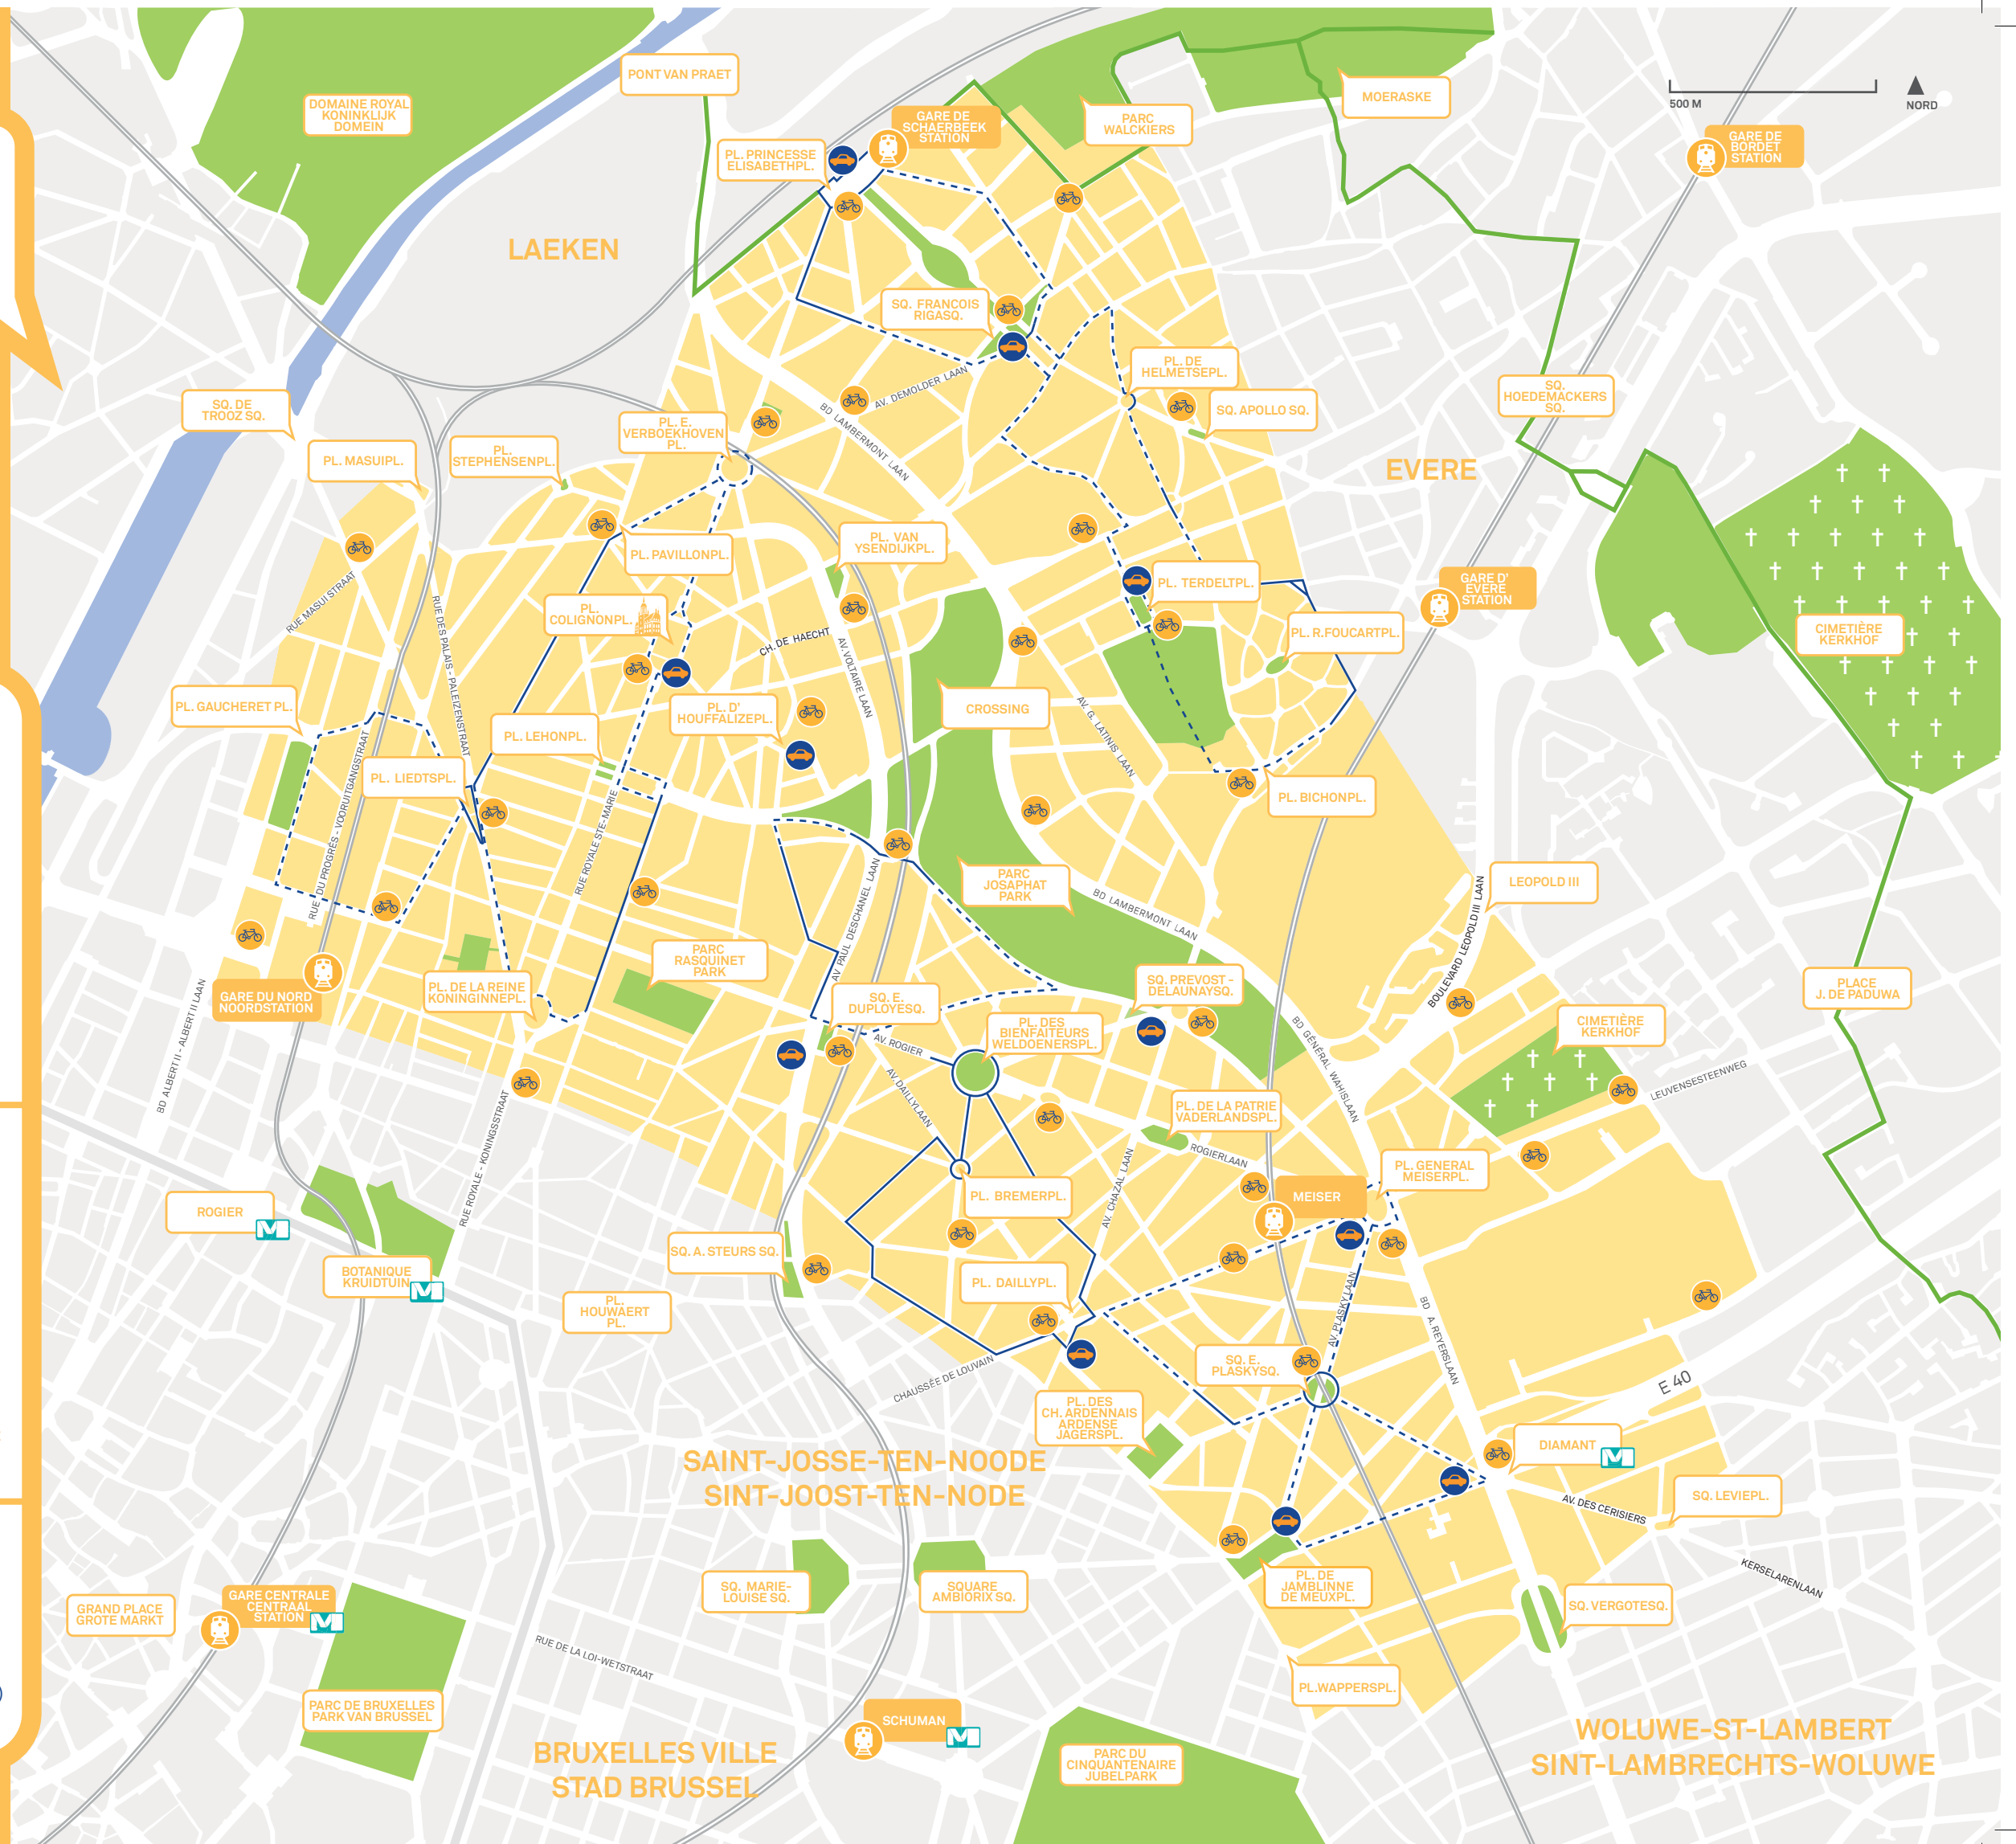 PONT VAN PRAET
MOERASKE
500 M
NORD
DOMAINE ROYAL
KONINKLIJK
DOMEIN
GARE DE
SCHAERBEEK
STATION
PARC
WALCKIERS
GARE DE
BORDET
STATION
PL. PRINCESSE
ELISABETHPL.
LAEKEN
SQ. FRANCOIS
RIGASQ.
PL. DE
HELMETSEPL.
SQ. APOLLO SQ.
SQ.
HOEDEMACKERS
SQ.
AV. DEMOLDER LAAN
BD LAMBERMONT LAAN
SQ. DE
TROOZ SQ.
PL. E.
VERBOEKHOVEN
PL.
PL. MASUIPL.
PL.
STEPHENSENPL.
EVERE
PL. VAN
YSENDIJKPL.
PL. PAVILLONPL.
PL. TERDELTPL.
GARE D'
EVERE
STATION
RUE MASUI STRAAT
RUE DES PALAIS - PALEIZENSTRAAT
PL.
COLIGNONPL.
CH. DE HAECHT
AV. VOLTAIRE LAAN
PL. R.FOUCARTPL.
CIMETIÈRE
KERKHOF
PL. GAUCHERET PL.
PL. D'
HOUFFALIZEPL.
CROSSING
AV. G. LATINIS LAAN
PL. LEHONPL.
PL. LIEDTSPL.
RUE DU PROGRÈS - VOORUITGANGSTRAAT
RUE ROYALE STE-MARIE
PL. BICHONPL.
PARC
JOSAPHAT
PARK
BD LAMBERMONT LAAN
LEOPOLD III
BOULEVARD LEOPOLD III LAAN
AV PAUL DESCHANEL LAAN
PARC
RASQUINET
PARK
GARE DU NORD
NOORDSTATION
PL. DE LA REINE
KONINGINNEPL.
SQ. E.
DUPLOYESQ.
SQ. PREVOST -
DELAUNAYSQ.
PLACE
J. DE PADUWA
BD ALBERT II - ALBERT II LAAN
PL. DES
BIENFAITEURS
WELDOENERSPL.
CIMETIÈRE
KERKHOF
AV. ROGIER
AV. DAILLYLAAN
BD GÉNÉRAL WAHISLAAN
LEUVENSESTEENWEG
RUE ROYALE - KONINGSSTRAAT
PL. DE LA PATRIE
VADERLANDSPL.
ROGIERLAAN
AV. CHAZAL LAAN
PL. GENERAL
MEISERPL.
MEISER
PL. BREMERPL.
ROGIER
SQ. A. STEURS SQ.
BOTANIQUE
KRUIDTUIN
PL. DAILLYPL.
PL.
HOUWAERT
PL.
AV. PLASKYLAAN
BD A. REYERSLAAN
CHAUSSÉE DE LOUVAIN
SQ. E.
PLASKYSQ.
E 40
PL. DES
CH. ARDENNAIS
ARDENSE
JAGERSPL.
DIAMANT
SAINT-JOSSE-TEN-NOODE
SINT-JOOST-TEN-NODE
AV. DES CERISIERS
SQ. LEVIEPL.
KERSELARENLAAN
SQ. MARIE-
LOUISE SQ.
SQUARE
AMBIORIX SQ.
PL. DE
JAMBLINNE
DE MEUXPL.
SQ. VERGOTESQ.
GRAND PLACE
GROTE MARKT
GARE CENTRALE
CENTRAAL
STATION
RUE DE LA LOI-WETSTRAAT
PL.WAPPERSPL.
PARC DE BRUXELLES
PARK VAN BRUSSEL
SCHUMAN
BRUXELLES VILLE
STAD BRUSSEL
PARC DU
CINQUANTENAIRE
JUBELPARK
WOLUWE-ST-LAMBERT
SINT-LAMBRECHTS-WOLUWE